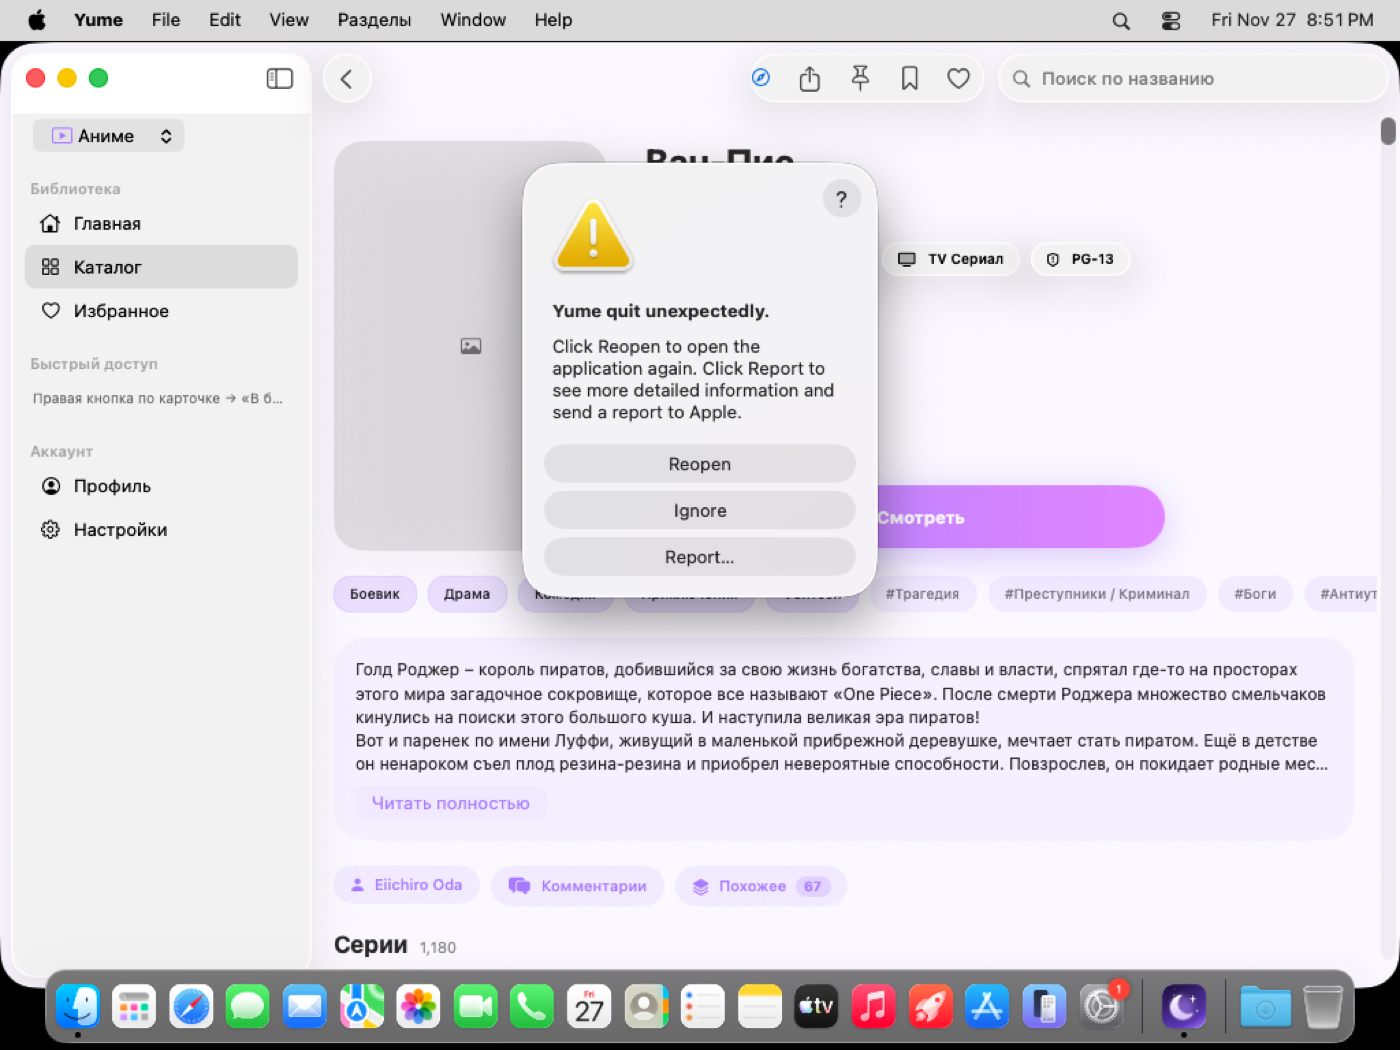 Yume File Edit View Разделы Window Help
Fri Nov 27 8:51 PM
Поиск по названию
Аниме
Библиотека
Главная
Каталог
Избранное
Быстрый доступ
Правая кнопка по карточке → «В б...
Аккаунт
Профиль
Настройки
Ван-Пис
TV Сериал
PG-13
?
Yume quit unexpectedly.
Click Reopen to open the
application again. Click Report to
see more detailed information and
send a report to Apple.
Reopen
Ignore
Report...
Смотреть
Боевик
Драма
#Трагедия
#Преступники / Криминал
#Боги
#Антиут
Голд Роджер – король пиратов, добившийся за свою жизнь богатства, славы и власти, спрятал где-то на просторах
этого мира загадочное сокровище, которое все называют «One Piece». После смерти Роджера множество смельчаков
кинулись на поиски этого большого куша. И наступила великая эра пиратов!
Вот и паренек по имени Луффи, живущий в маленькой прибрежной деревушке, мечтает стать пиратом. Ещё в детстве
он ненароком съел плод резина-резина и приобрел невероятные способности. Повзрослев, он покидает родные мес...
Читать полностью
Eiichiro Oda
Комментарии
Похожее 67
Серии 1,180
Fri
27
tv
1